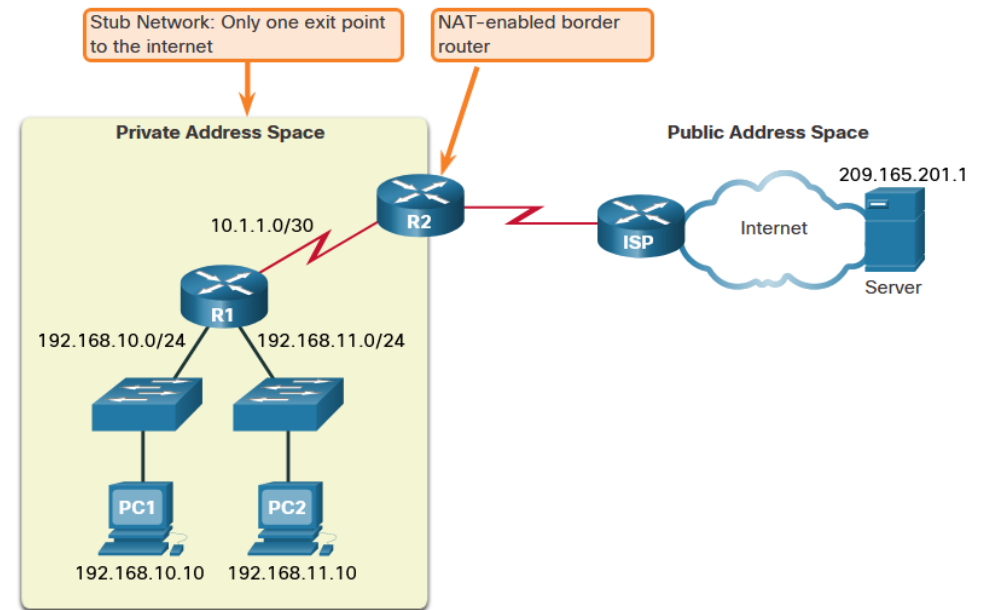 Stub Network: Only one exit point
to the internet
NAT-enabled border
router
Private Address Space
Public Address Space
209.165.201.1
R2
10.1.1.0/30
ISP
Internet
Server
R1
192.168.10.0/24
192.168.11.0/24
PC1
PC2
192.168.10.10
192.168.11.10